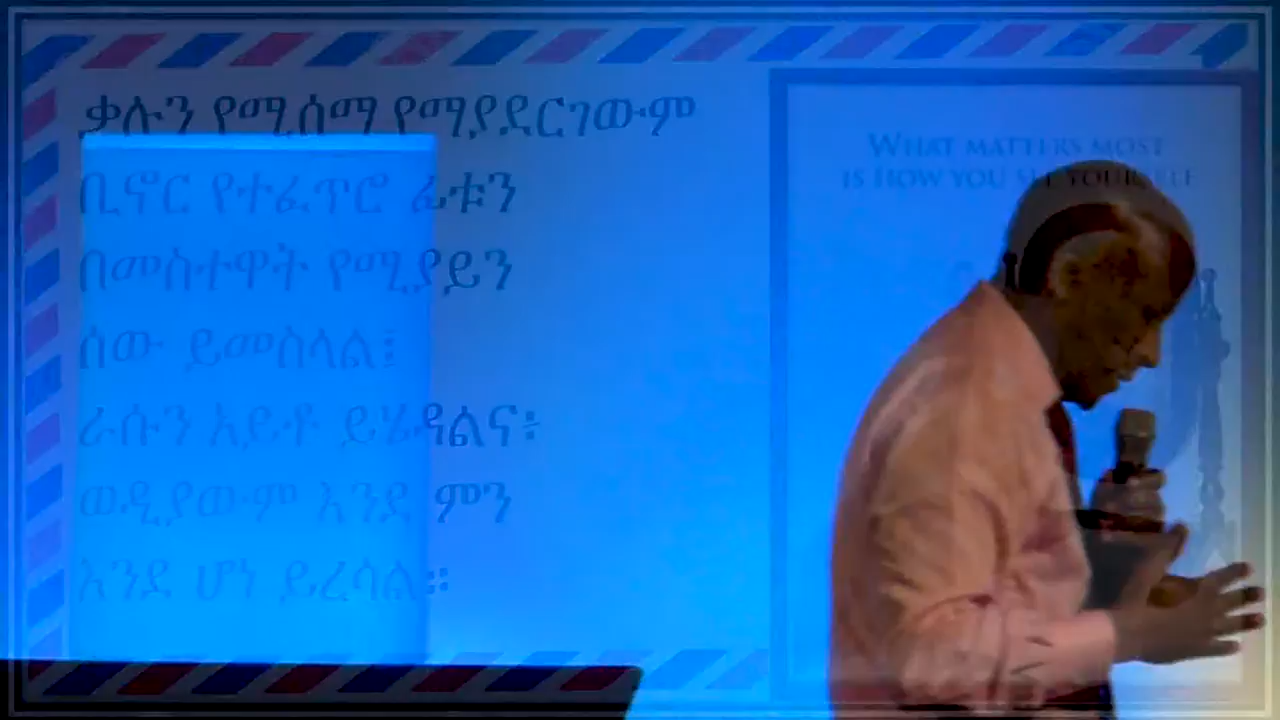 ቃሉን የሚሰማ የማያደርገውም
ቢኖር የተፈጥሮ ፊቱን
በመስተዋት የሚያይን
ሰው ይመስላል፤
ራሱን አይቶ ይሄዳልና፥
ወዲያውም እንደ ምን
እንደ ሆነ ይረሳል።
WHAT MATTERS MOST
IS HOW YOU SEE YOURSELF